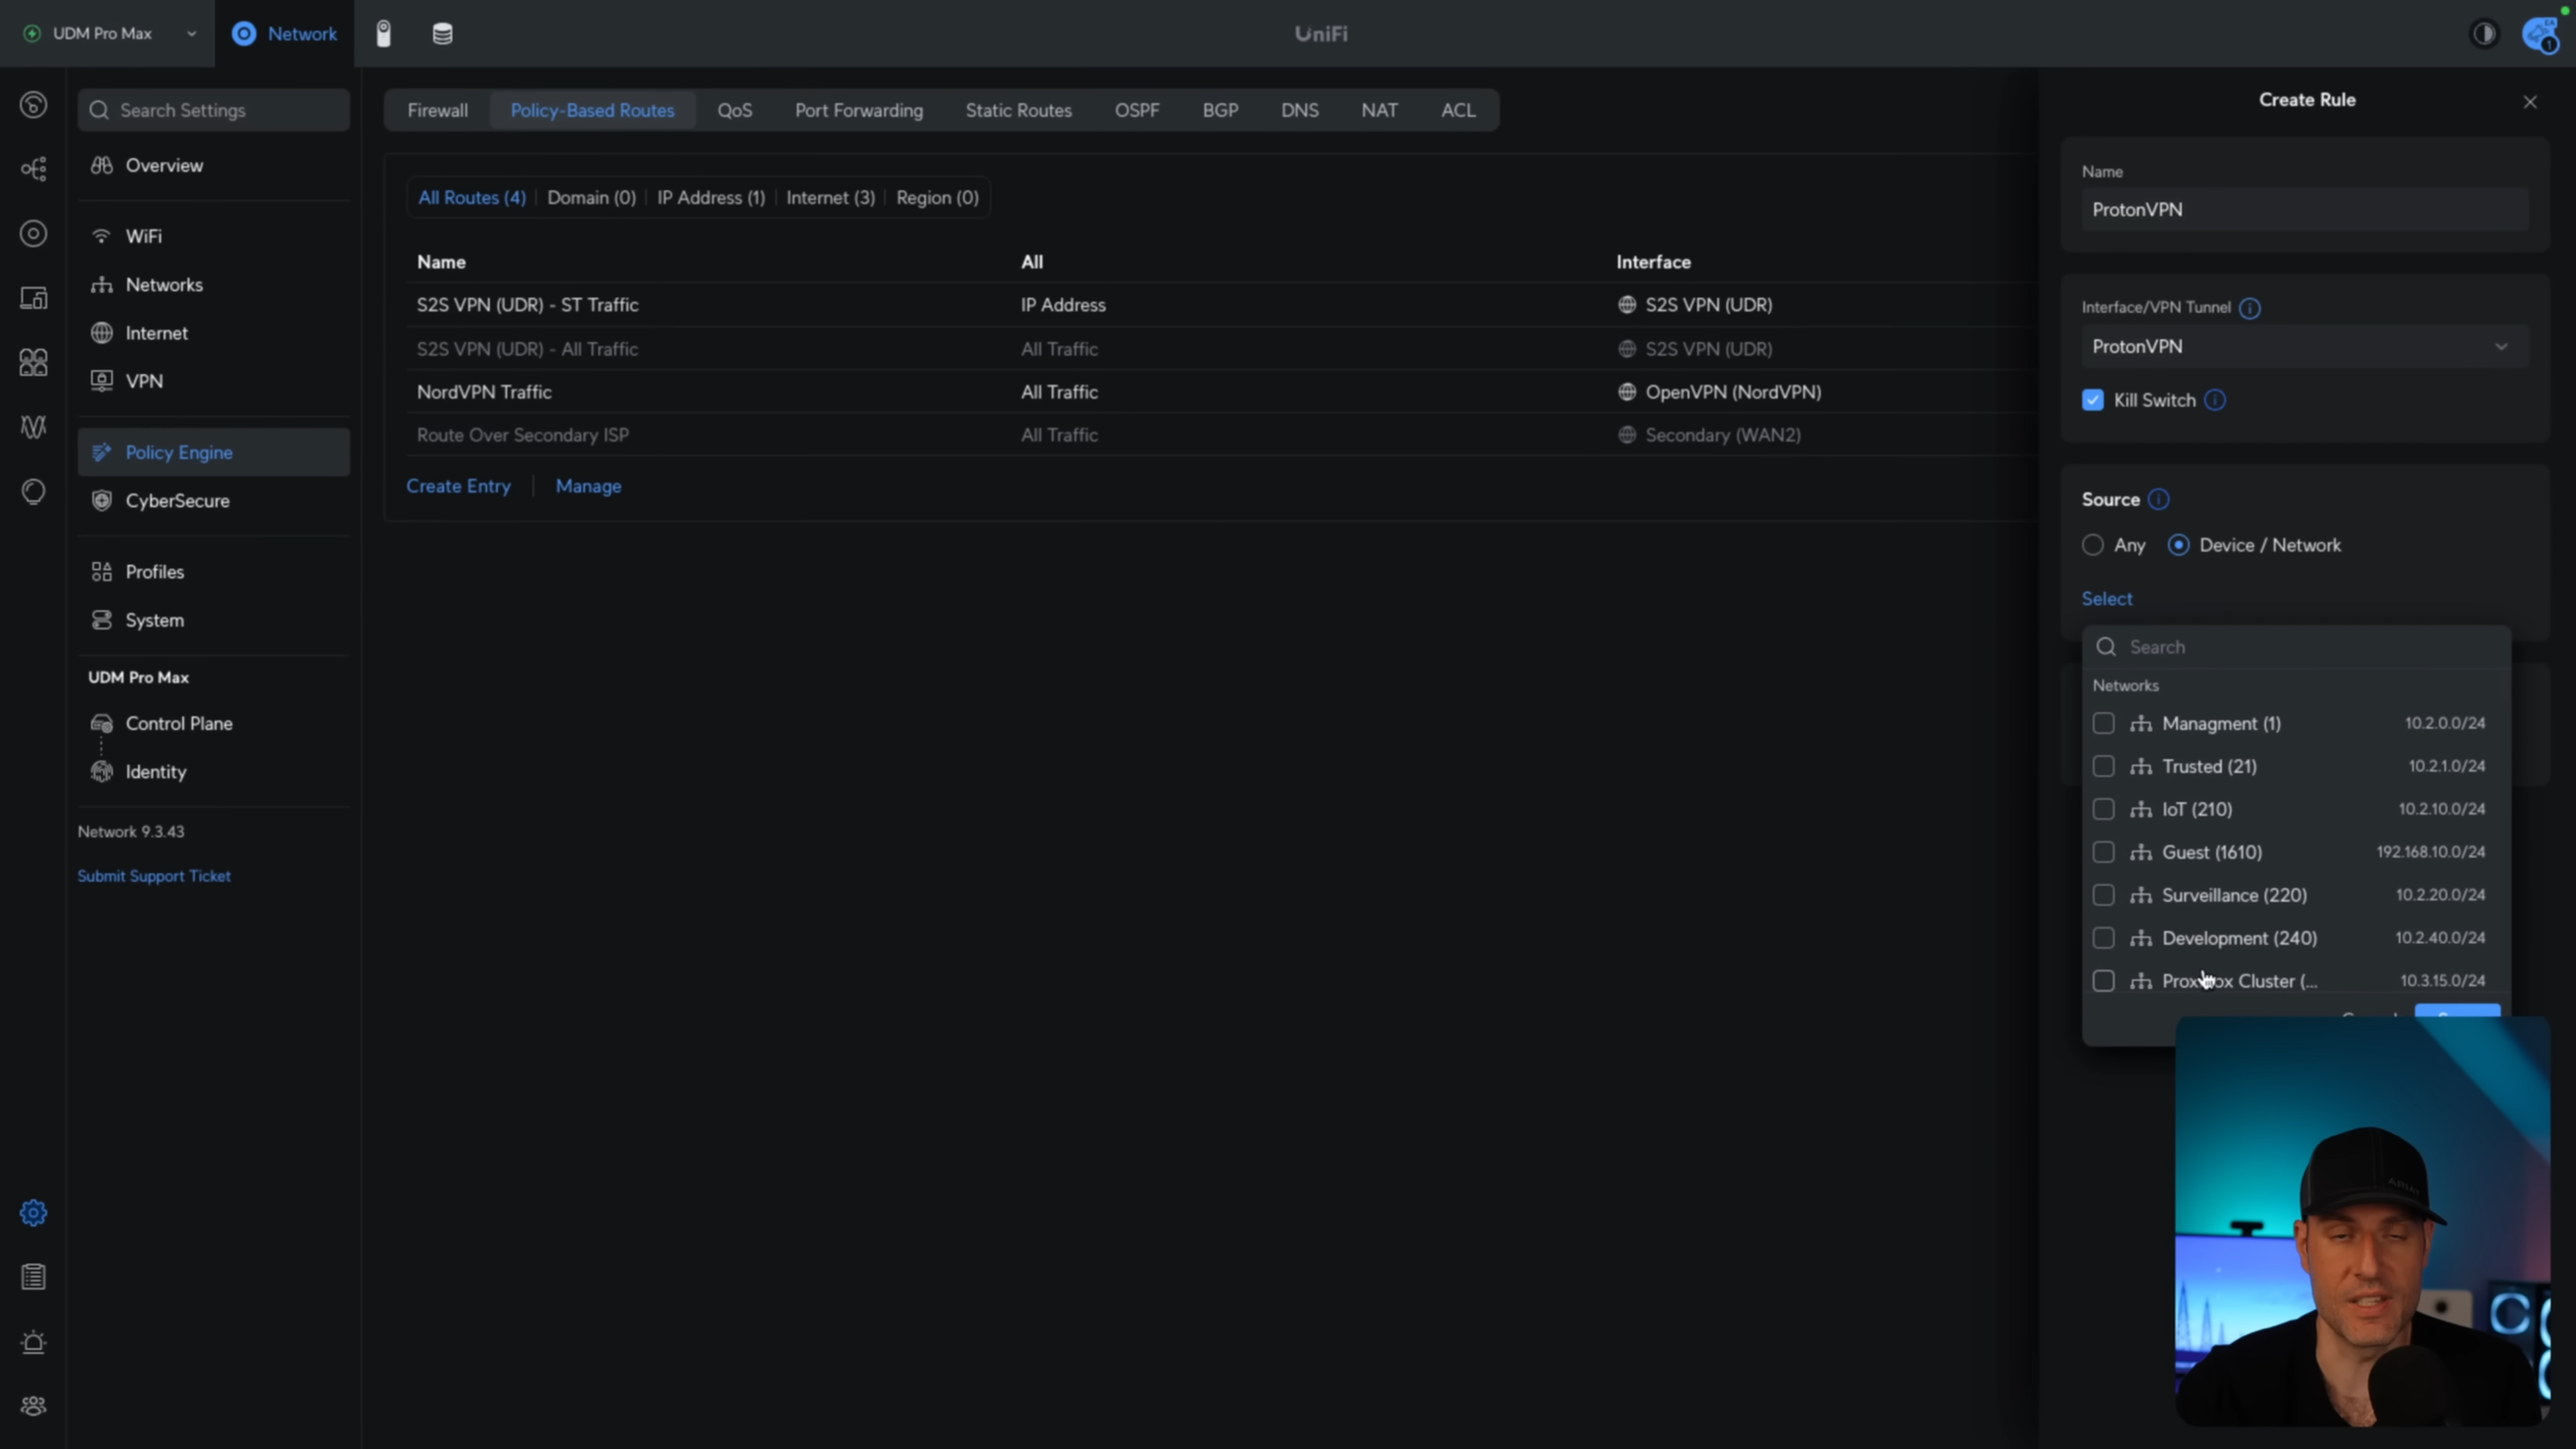 UDM Pro Max
Network
UniFi
EA
1
Search Settings
Overview
WiFi
Networks
Internet
VPN
Policy Engine
CyberSecure
Profiles
System
UDM Pro Max
Control Plane
Identity
Network 9.3.43
Submit Support Ticket
Firewall Policy-Based Routes QoS Port Forwarding Static Routes OSPF BGP DNS NAT ACL
All Routes (4) Domain (0) IP Address (1) Internet (3) Region (0)
Name All Interface
S2S VPN (UDR) - ST Traffic IP Address S2S VPN (UDR)
S2S VPN (UDR) - All Traffic All Traffic S2S VPN (UDR)
NordVPN Traffic All Traffic OpenVPN (NordVPN)
Route Over Secondary ISP All Traffic Secondary (WAN2)
Create Entry Manage
Create Rule
Name
ProtonVPN
Interface/VPN Tunnel
ProtonVPN
Kill Switch
Source
Any Device / Network
Select
Search
Networks
Managment (1) 10.2.0.0/24
Trusted (21) 10.2.1.0/24
IoT (210) 10.2.10.0/24
Guest (1610) 192.168.10.0/24
Surveillance (220) 10.2.20.0/24
Development (240) 10.2.40.0/24
Proxmox Cluster (... 10.3.15.0/24